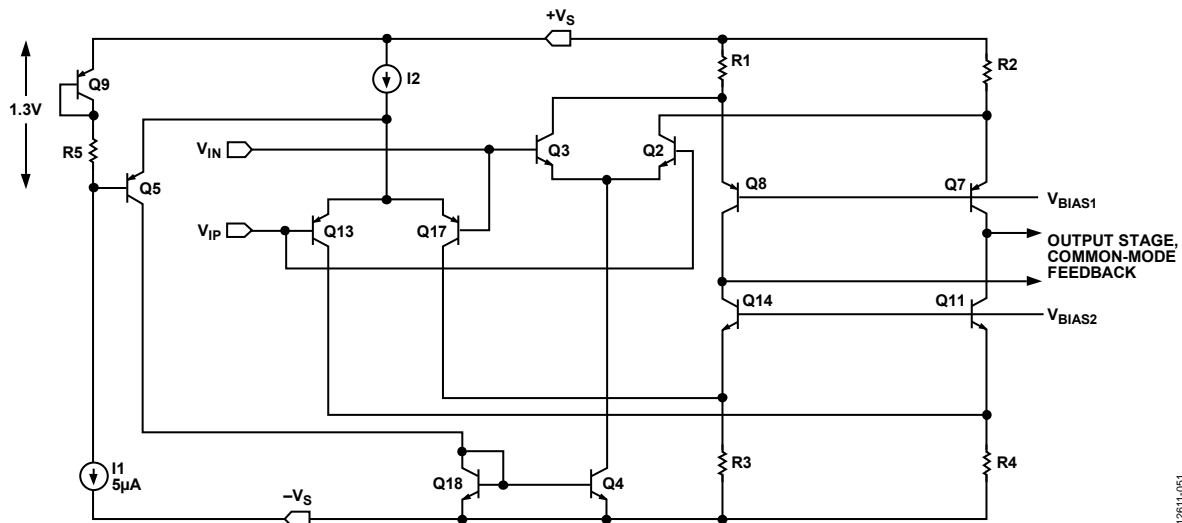 +VS
R1
R2
Q9
I2
1.3V
R5
VIN
Q3
Q2
Q5
Q8
Q7
VBIAS1
VIP
Q13
Q17
OUTPUT STAGE,
COMMON-MODE
FEEDBACK
Q14
Q11
VBIAS2
I1
5µA
Q18
Q4
R3
R4
–VS
12611-051